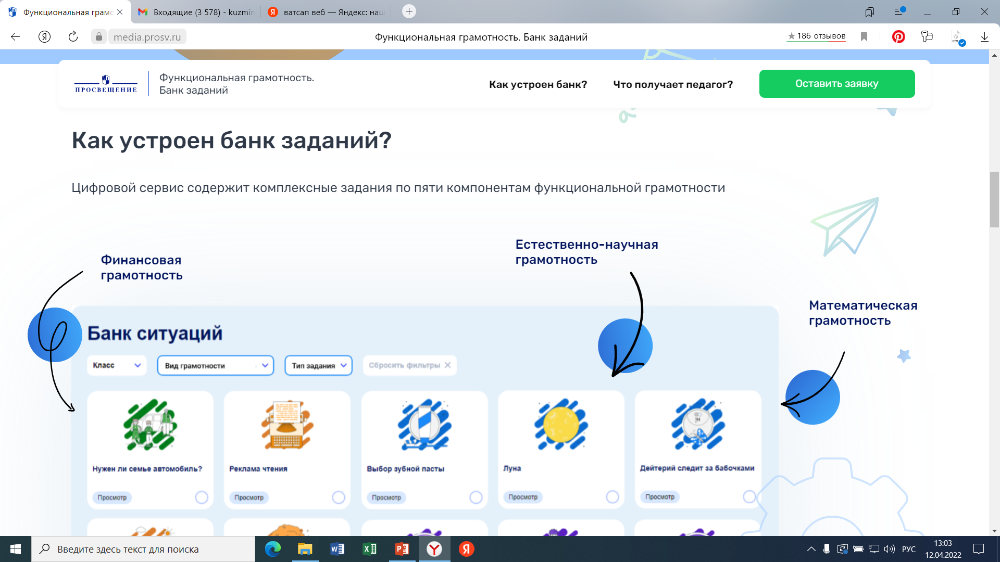 Функциональная грамо
Входящие (3 578) - kuzmin
ватсап веб — Яндекс: наш
media.prosv.ru
Функциональная грамотность. Банк заданий
★186 отзывов
ПРОСВЕЩЕНИЕ
Функциональная грамотность.
Банк заданий
Как устроен банк?
Что получает педагог?
Оставить заявку
Как устроен банк заданий?
Цифровой сервис содержит комплексные задания по пяти компонентам функциональной грамотности
Естественно-научная
грамотность
Финансовая
грамотность
Математическая
грамотность
Банк ситуаций
Класс
Вид грамотности
Тип задания
Сбросить фильтры
Нужен ли семье автомобиль?
Реклама чтения
Выбор зубной пасты
Луна
Дейтерий следит за бабочками
Просмотр
Просмотр
Просмотр
Просмотр
Просмотр
Введите здесь текст для поиска
РУС
13:03
12.04.2022